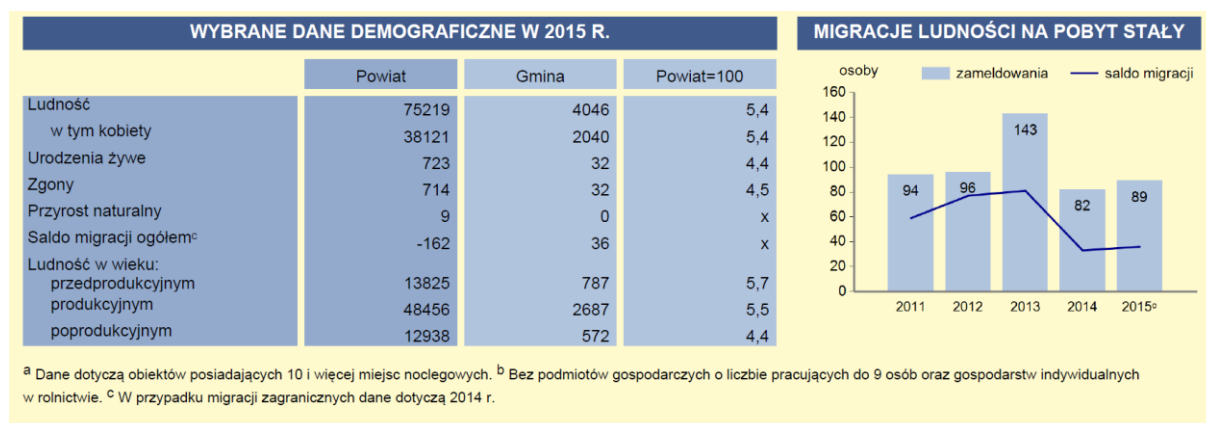 WYBRANE DANE DEMOGRAFICZNE W 2015 R.
Powiat Gmina Powiat=100
Ludność 75219 4046 5,4
w tym kobiety 38121 2040 5,4
Urodzenia żywe 723 32 4,4
Zgony 714 32 4,5
Przyrost naturalny 9 0 x
Saldo migracji ogółemᶜ -162 36 x
Ludność w wieku:
przedprodukcyjnym 13825 787 5,7
produkcyjnym 48456 2687 5,5
poprodukcyjnym 12938 572 4,4
MIGRACJE LUDNOŚCI NA POBYT STAŁY
osoby zameldowania saldo migracji
160
140
120
100
80
60
40
20
0
94 96 143 82 89
2011 2012 2013 2014 2015ᶜ
ᵃ Dane dotyczą obiektów posiadających 10 i więcej miejsc noclegowych. ᵇ Bez podmiotów gospodarczych o liczbie pracujących do 9 osób oraz gospodarstw indywidualnych
w rolnictwie. ᶜ W przypadku migracji zagranicznych dane dotyczą 2014 r.